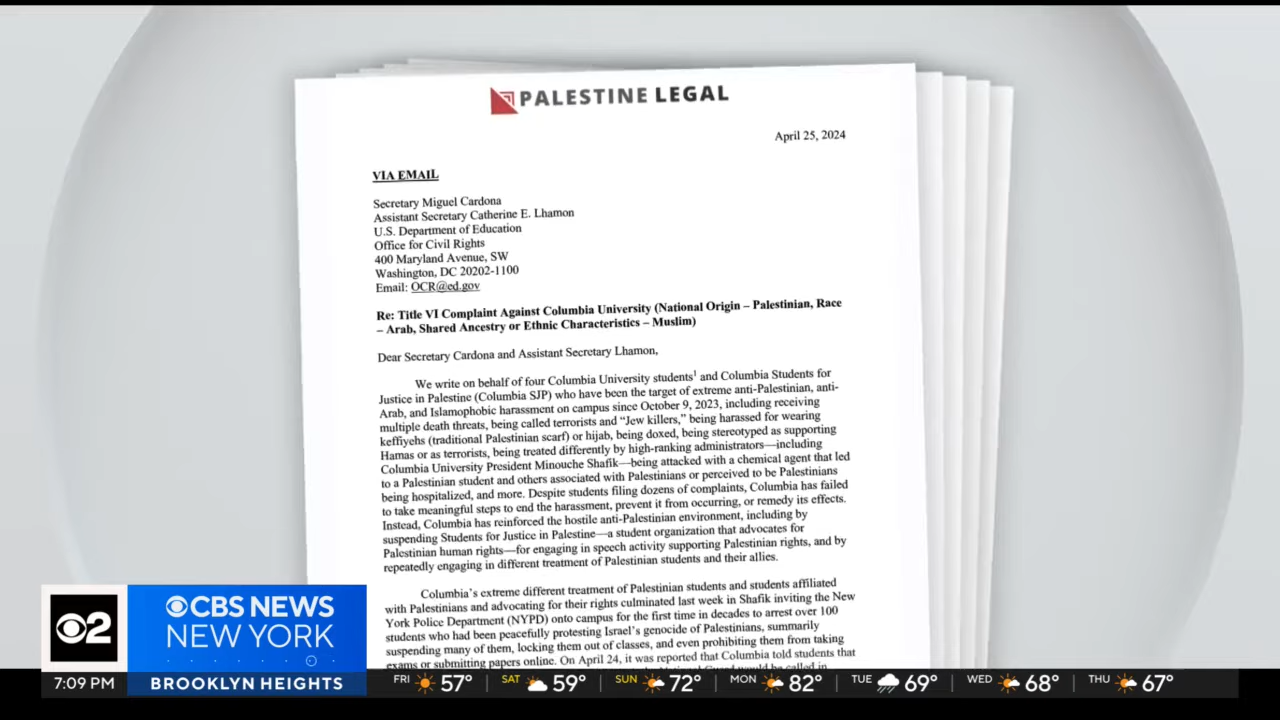 PALESTINE LEGAL
April 25, 2024
VIA EMAIL
Secretary Miguel Cardona
Assistant Secretary Catherine E. Lhamon
U.S. Department of Education
Office for Civil Rights
400 Maryland Avenue, SW
Washington, DC 20202-1100
Email: OCR@ed.gov
Re: Title VI Complaint Against Columbia University (National Origin – Palestinian, Race
– Arab, Shared Ancestry or Ethnic Characteristics – Muslim)
Dear Secretary Cardona and Assistant Secretary Lhamon,
We write on behalf of four Columbia University students¹ and Columbia Students for
Justice in Palestine (Columbia SJP) who have been the target of extreme anti-Palestinian, anti-
Arab, and Islamophobic harassment on campus since October 9, 2023, including receiving
multiple death threats, being called terrorists and “Jew killers,” being harassed for wearing
keffiyehs (traditional Palestinian scarf) or hijab, being doxed, being stereotyped as supporting
Hamas or as terrorists, being treated differently by high-ranking administrators—including
Columbia University President Minouche Shafik—being attacked with a chemical agent that led
to a Palestinian student and others associated with Palestinians or perceived to be Palestinians
being hospitalized, and more. Despite students filing dozens of complaints, Columbia has failed
to take meaningful steps to end the harassment, prevent it from occurring, or remedy its effects.
Instead, Columbia has reinforced the hostile anti-Palestinian environment, including by
suspending Students for Justice in Palestine—a student organization that advocates for
Palestinian human rights—for engaging in speech activity supporting Palestinian rights, and by
repeatedly engaging in different treatment of Palestinian students and their allies.
Columbia’s extreme different treatment of Palestinian students and students affiliated
with Palestinians and advocating for their rights culminated last week in Shafik inviting the New
York Police Department (NYPD) onto campus for the first time in decades to arrest over 100
students who had been peacefully protesting Israel’s genocide of Palestinians, summarily
suspending many of them, locking them out of classes, and even prohibiting them from taking
exams or submitting papers online. On April 24, it was reported that Columbia told students that
2
CBS NEWS
NEW YORK
7:09 PM
BROOKLYN HEIGHTS
FRI 57° SAT 59° SUN 72° MON 82° TUE 69° WED 68° THU 67°